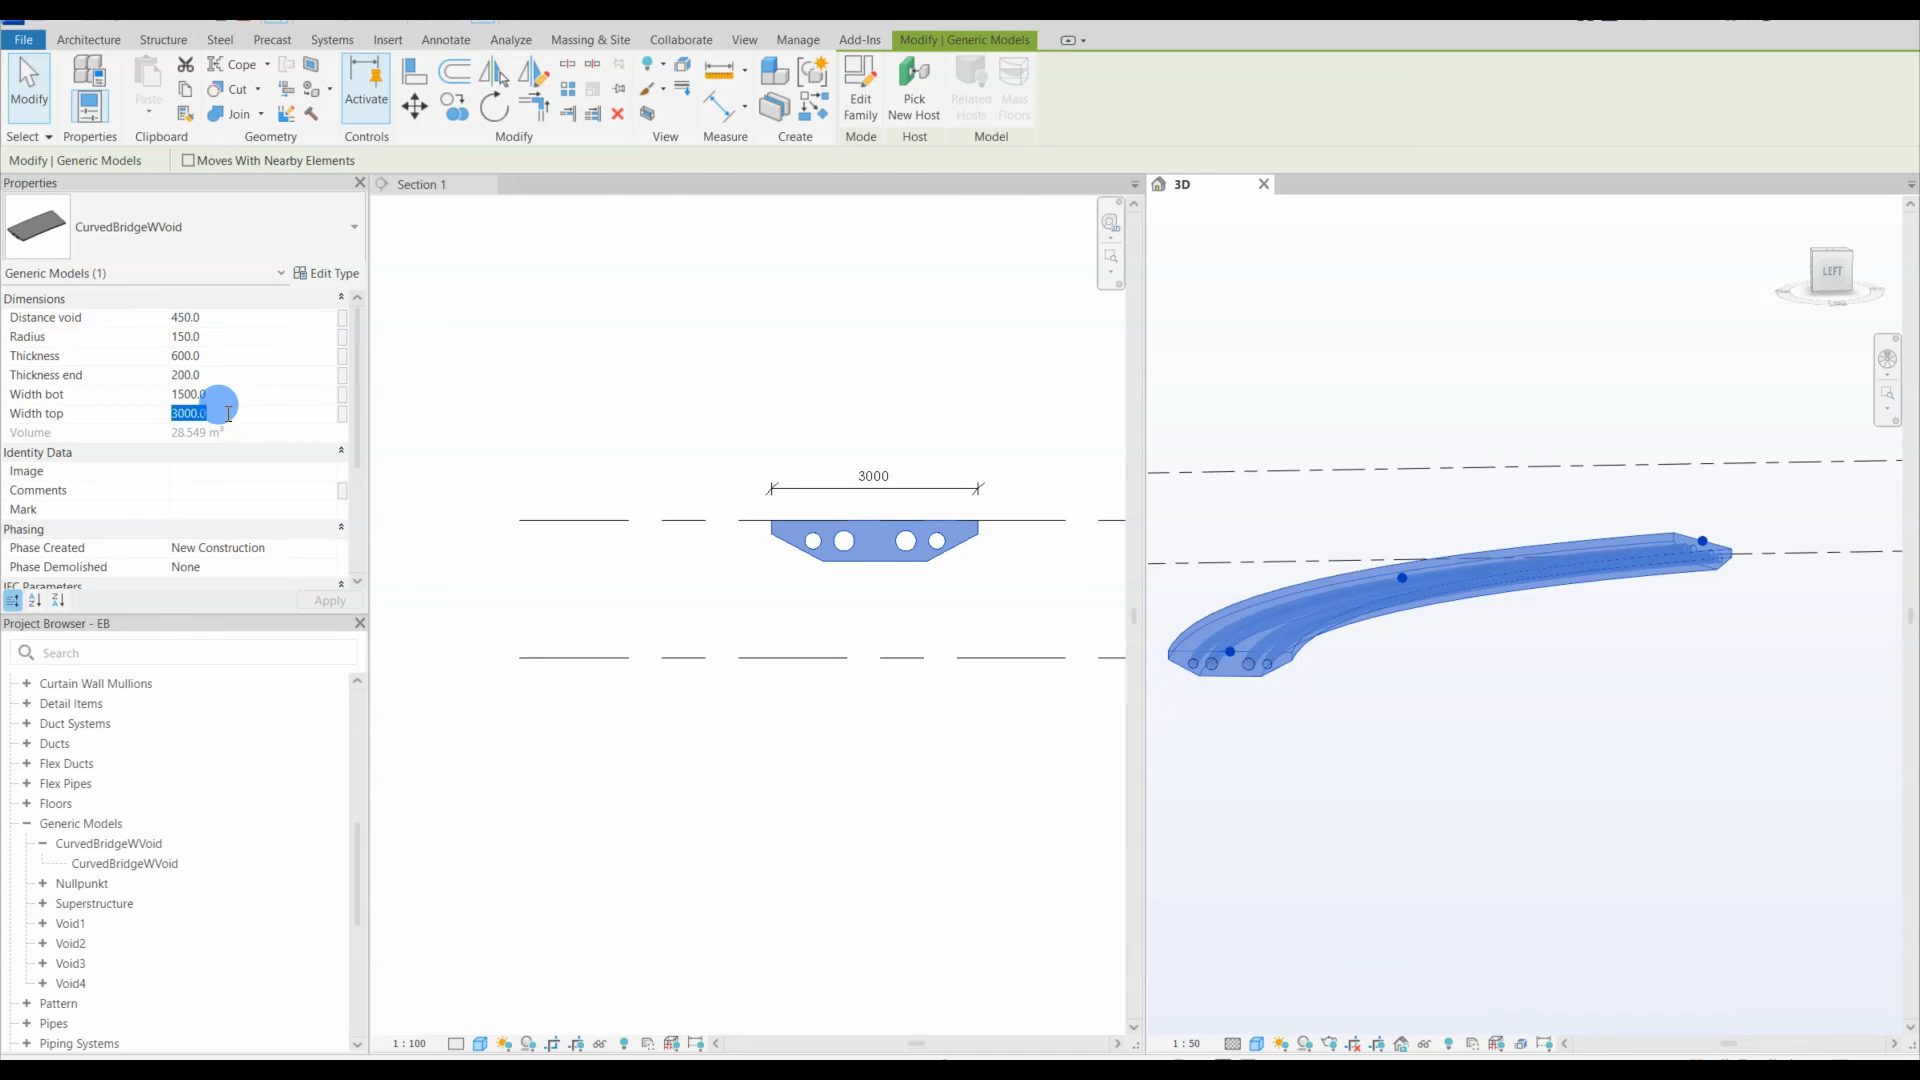 File Architecture Structure Steel Precast Systems Insert Annotate Analyze Massing & Site Collaborate View Manage Add-Ins Modify | Generic Models
Modify
Paste
Cope
Cut
Join
Activate
Edit Family
Pick New Host
Related Hosts
Mass Floors
Select Properties Clipboard Geometry Controls Modify View Measure Create Mode Host Model
Modify | Generic Models Moves With Nearby Elements
Properties
CurvedBridgeWVoid
Generic Models (1) Edit Type
Dimensions
Distance void 450.0
Radius 150.0
Thickness 600.0
Thickness end 200.0
Width bot 1500.0
Width top 3000.0
Volume 28.549 m³
Identity Data
Image
Comments
Mark
Phasing
Phase Created New Construction
Phase Demolished None
IFC Parameters
Apply
Project Browser - EB
Search
Curtain Wall Mullions
Detail Items
Duct Systems
Ducts
Flex Ducts
Flex Pipes
Floors
Generic Models
CurvedBridgeWVoid
CurvedBridgeWVoid
Nullpunkt
Superstructure
Void1
Void2
Void3
Void4
Pattern
Pipes
Piping Systems
Section 1
3000
1 : 100
3D
LEFT
1 : 50